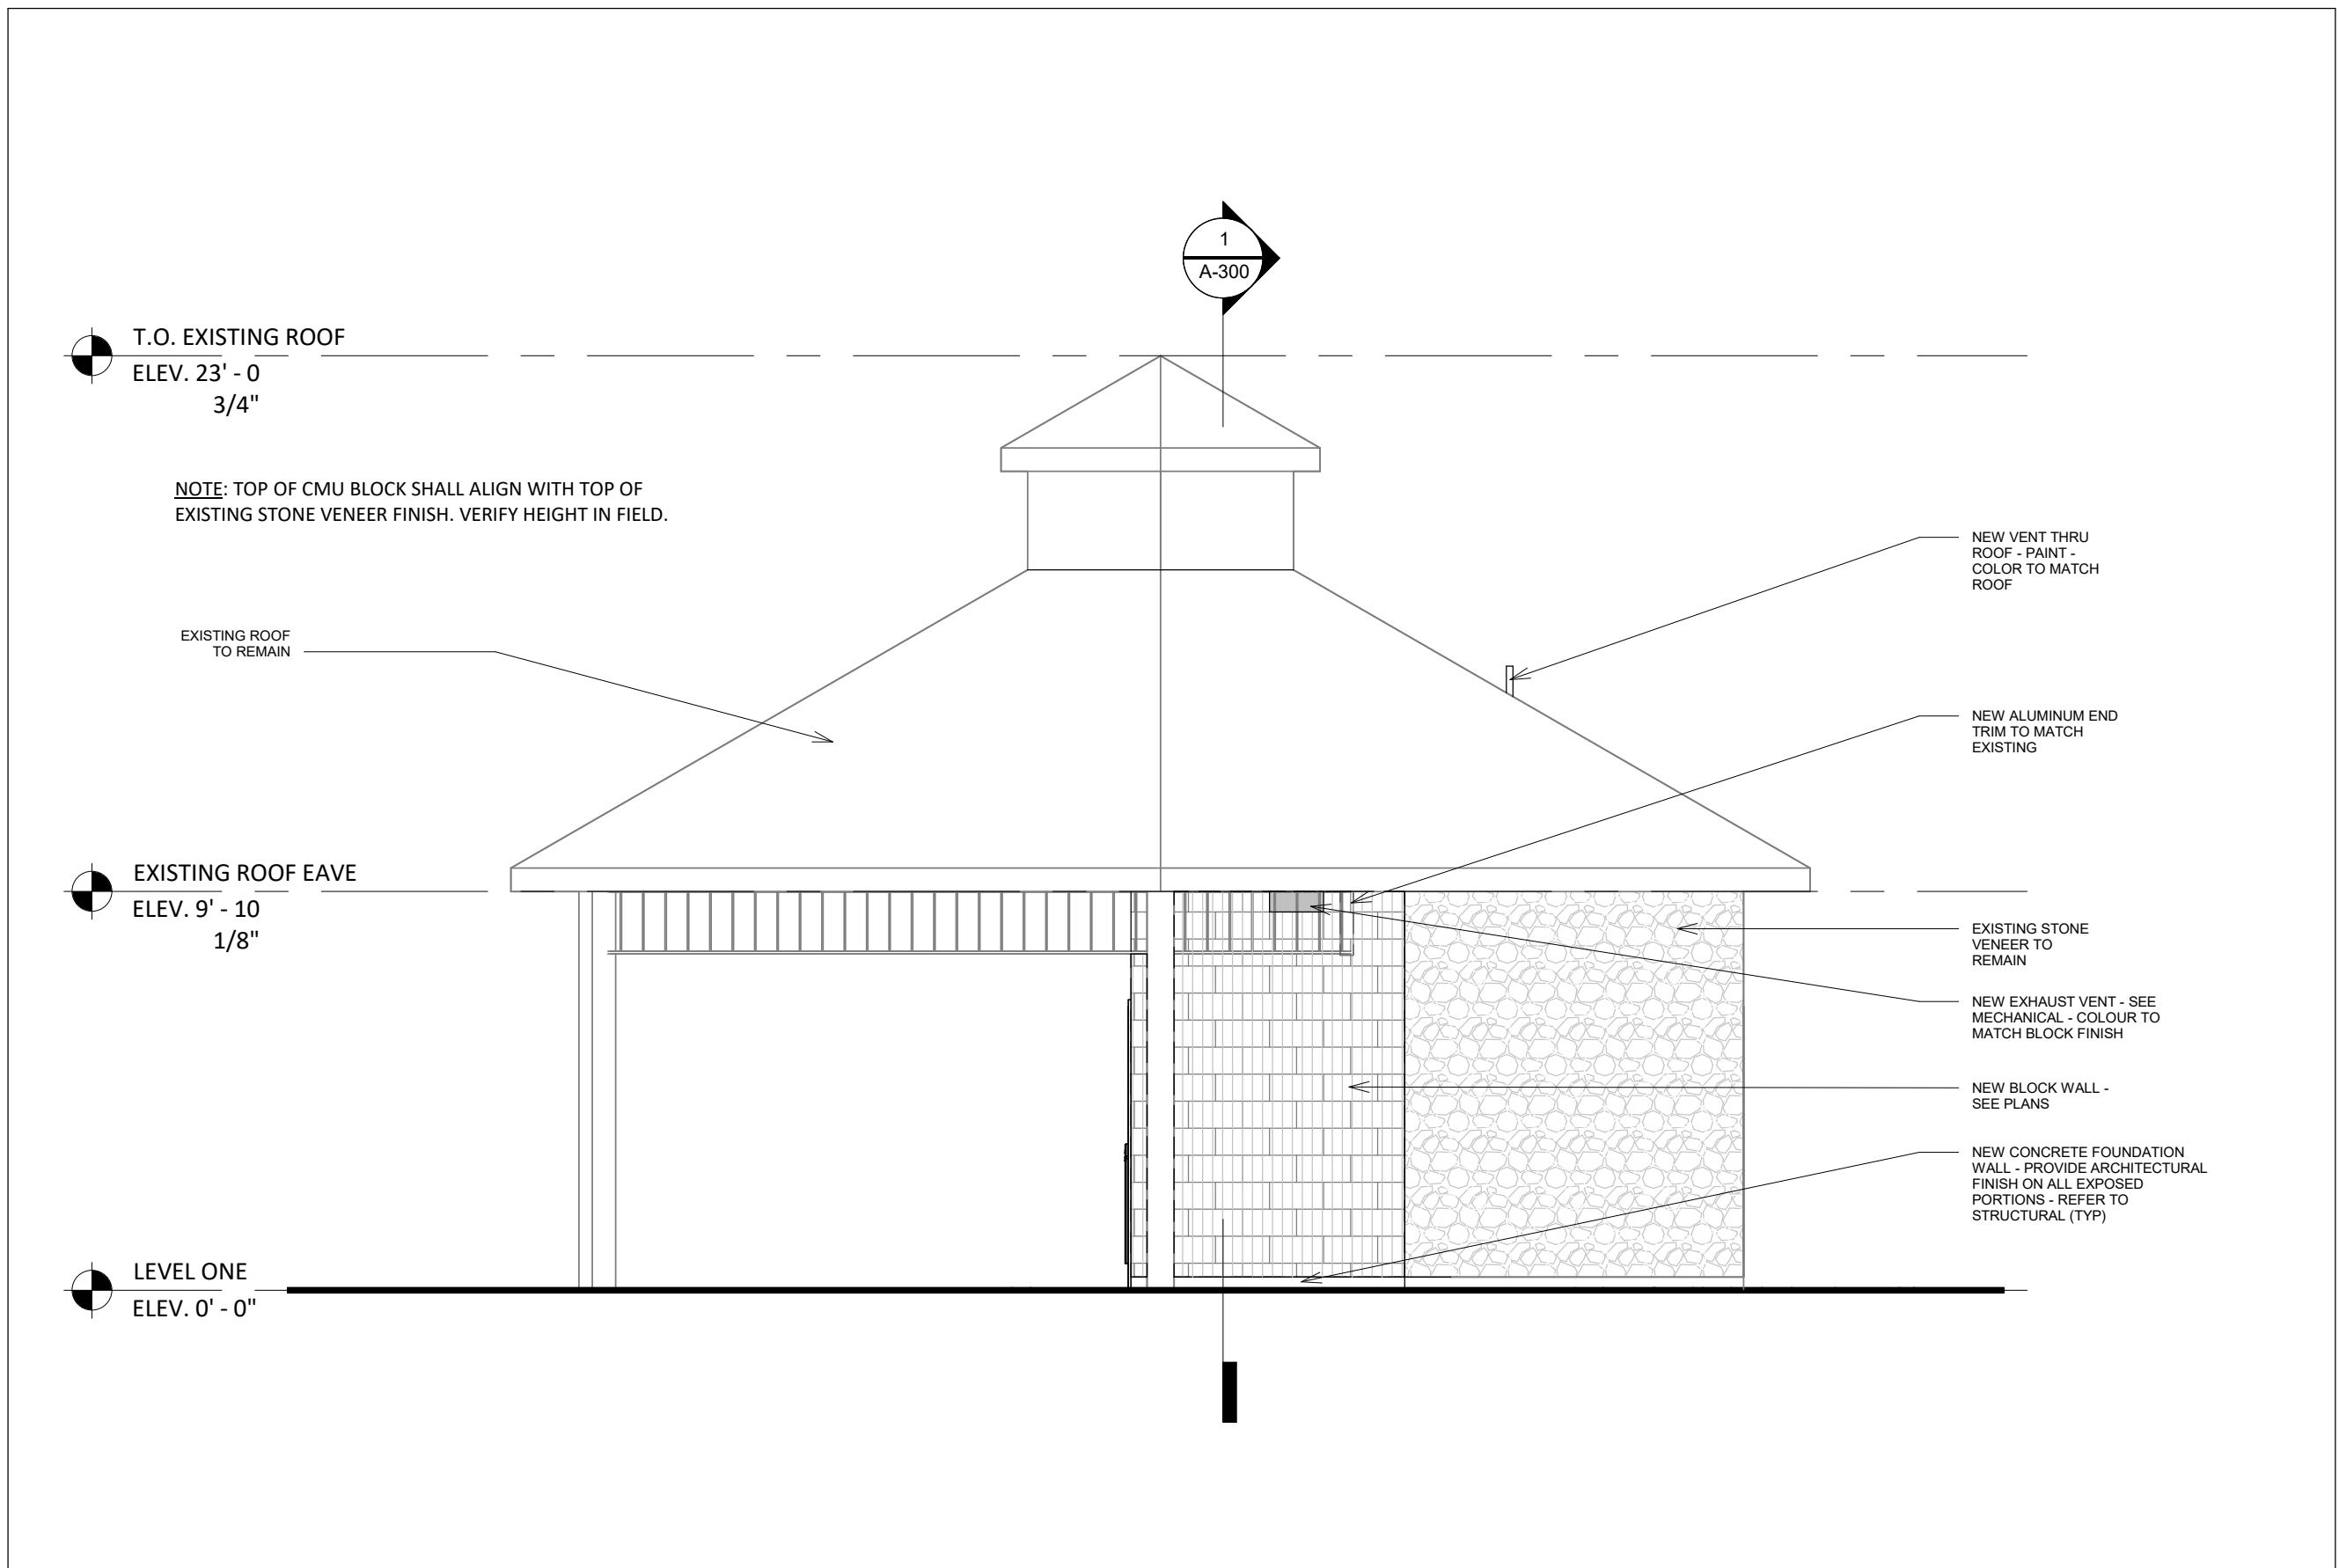 1
A-300
T.O. EXISTING ROOF
ELEV. 23' - 0
3/4"
NOTE: TOP OF CMU BLOCK SHALL ALIGN WITH TOP OF
EXISTING STONE VENEER FINISH. VERIFY HEIGHT IN FIELD.
NEW VENT THRU
ROOF - PAINT -
COLOR TO MATCH
ROOF
EXISTING ROOF
TO REMAIN
NEW ALUMINUM END
TRIM TO MATCH
EXISTING
EXISTING ROOF EAVE
ELEV. 9' - 10
1/8"
EXISTING STONE
VENEER TO
REMAIN
NEW EXHAUST VENT - SEE
MECHANICAL - COLOUR TO
MATCH BLOCK FINISH
NEW BLOCK WALL -
SEE PLANS
NEW CONCRETE FOUNDATION
WALL - PROVIDE ARCHITECTURAL
FINISH ON ALL EXPOSED
PORTIONS - REFER TO
STRUCTURAL (TYP)
LEVEL ONE
ELEV. 0' - 0"